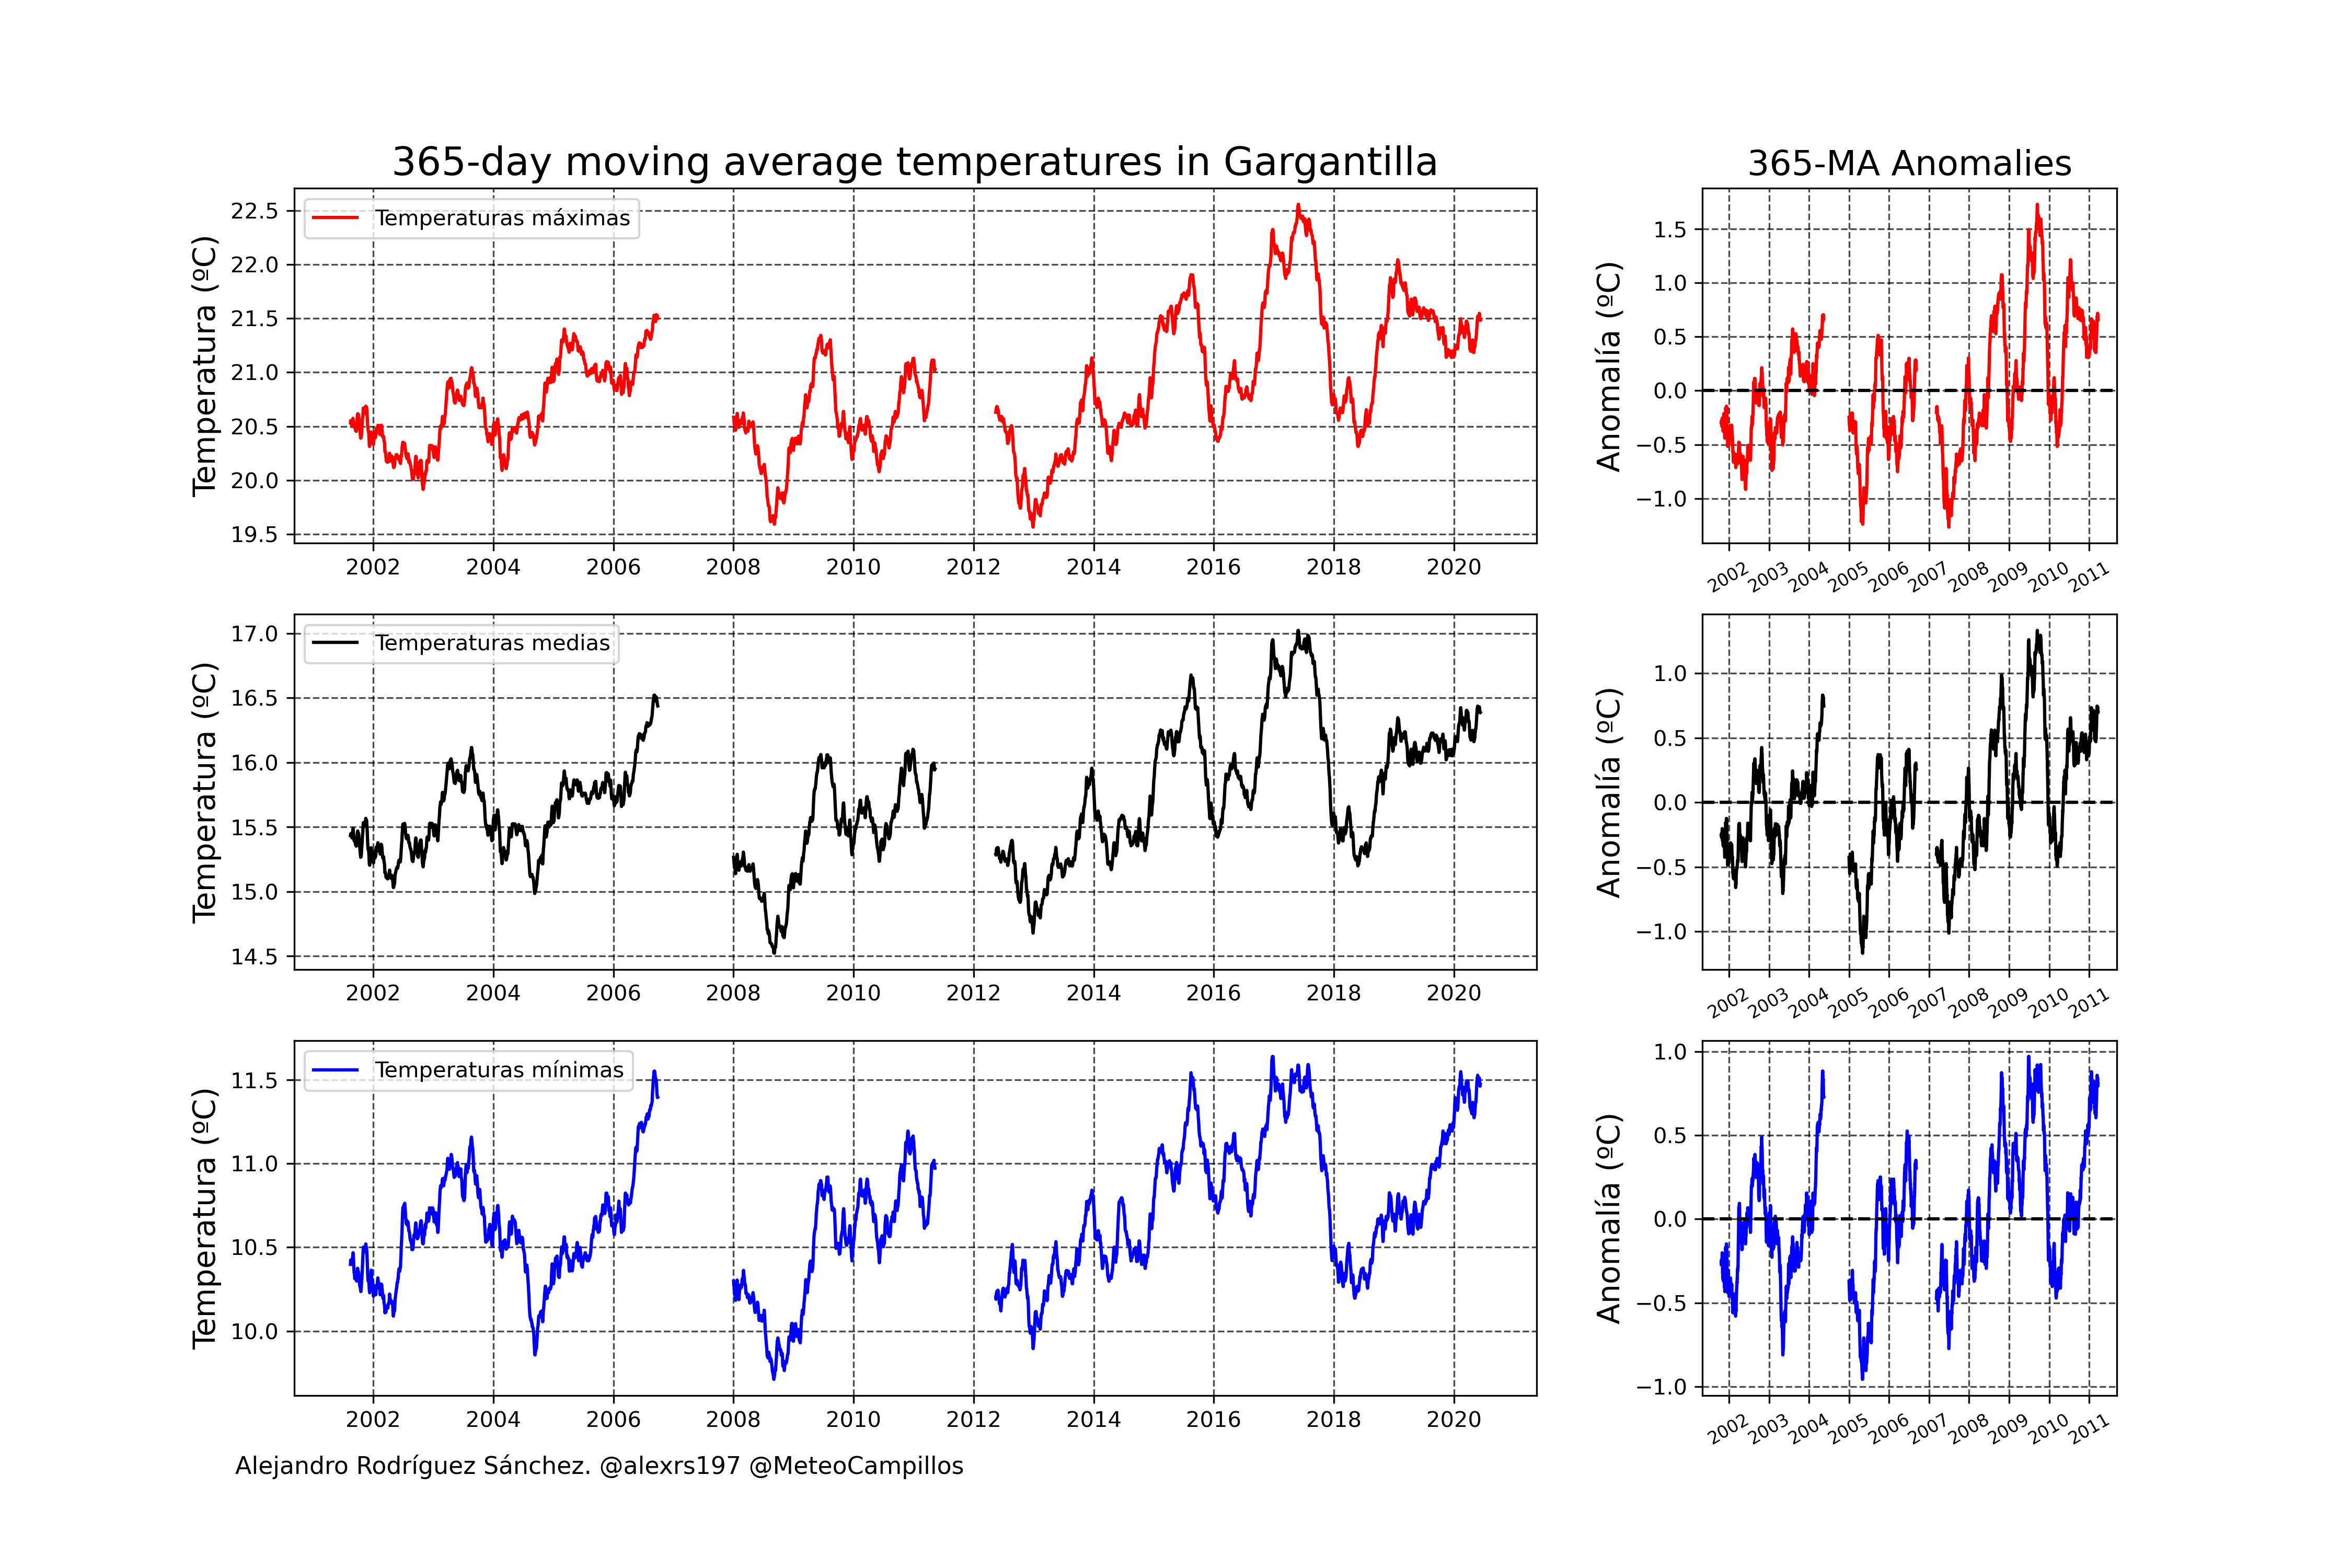 365-day moving average temperatures in Gargantilla
365-MA Anomalies
Temperatura (ºC)
22.5
22.0
21.5
21.0
20.5
20.0
19.5
Temperaturas máximas
2002 2004 2006 2008 2010 2012 2014 2016 2018 2020
Anomalía (ºC)
1.5
1.0
0.5
0.0
−0.5
−1.0
2002 2003 2004 2005 2006 2007 2008 2009 2010 2011
Temperatura (ºC)
17.0
16.5
16.0
15.5
15.0
14.5
Temperaturas medias
2002 2004 2006 2008 2010 2012 2014 2016 2018 2020
Anomalía (ºC)
1.0
0.5
0.0
−0.5
−1.0
2002 2003 2004 2005 2006 2007 2008 2009 2010 2011
Temperatura (ºC)
11.5
11.0
10.5
10.0
Temperaturas mínimas
2002 2004 2006 2008 2010 2012 2014 2016 2018 2020
Anomalía (ºC)
1.0
0.5
0.0
−0.5
−1.0
2002 2003 2004 2005 2006 2007 2008 2009 2010 2011
Alejandro Rodríguez Sánchez. @alexrs197 @MeteoCampillos